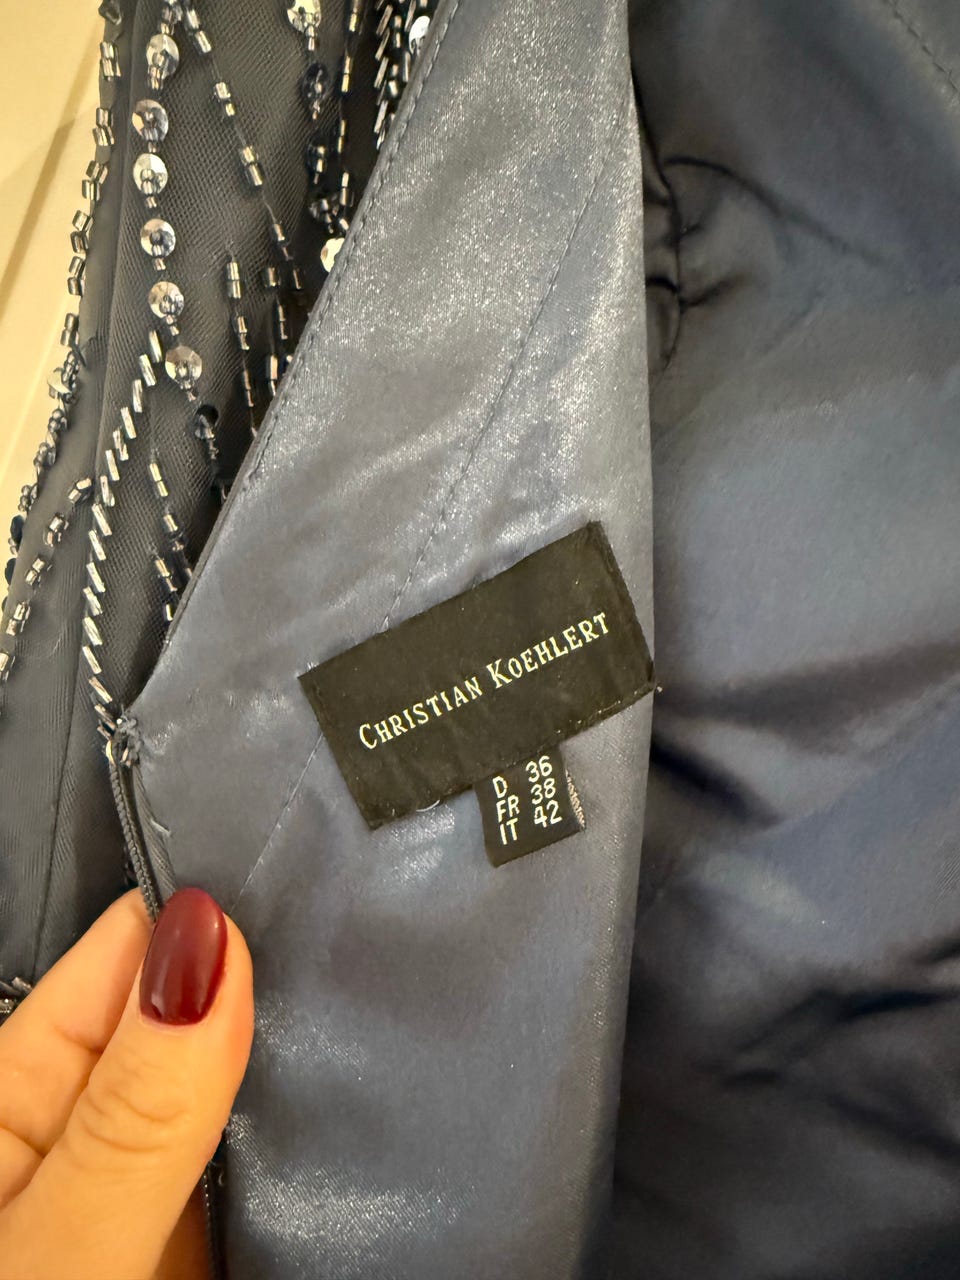 CHRISTIAN KOEHLERT
D 36
FR 38
IT 42